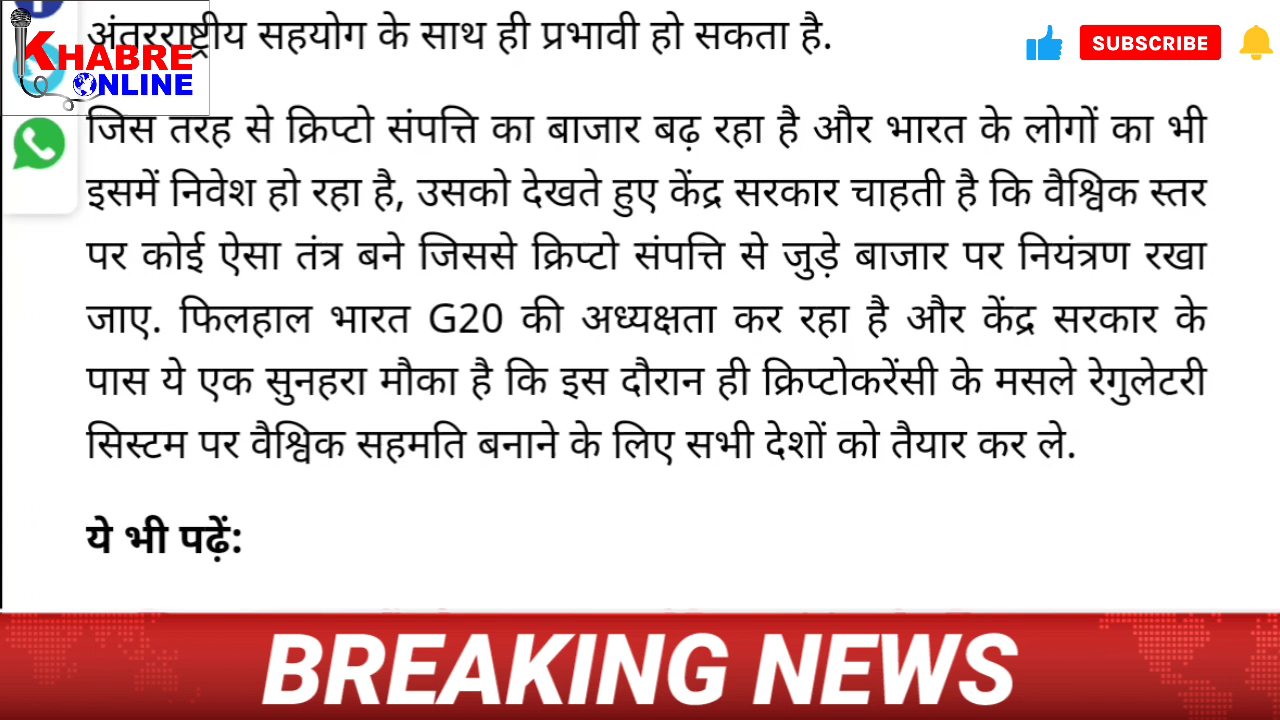 अंतरराष्ट्रीय सहयोग के साथ ही प्रभावी हो सकता है.
KHABRE
ONLINE
SUBSCRIBE
जिस तरह से क्रिप्टो संपत्ति का बाजार बढ़ रहा है और भारत के लोगों का भी
इसमें निवेश हो रहा है, उसको देखते हुए केंद्र सरकार चाहती है कि वैश्विक स्तर
पर कोई ऐसा तंत्र बने जिससे क्रिप्टो संपत्ति से जुड़े बाजार पर नियंत्रण रखा
जाए. फिलहाल भारत G20 की अध्यक्षता कर रहा है और केंद्र सरकार के
पास ये एक सुनहरा मौका है कि इस दौरान ही क्रिप्टोकरेंसी के मसले रेगुलेटरी
सिस्टम पर वैश्विक सहमति बनाने के लिए सभी देशों को तैयार कर ले.
ये भी पढ़ें:
BREAKING NEWS